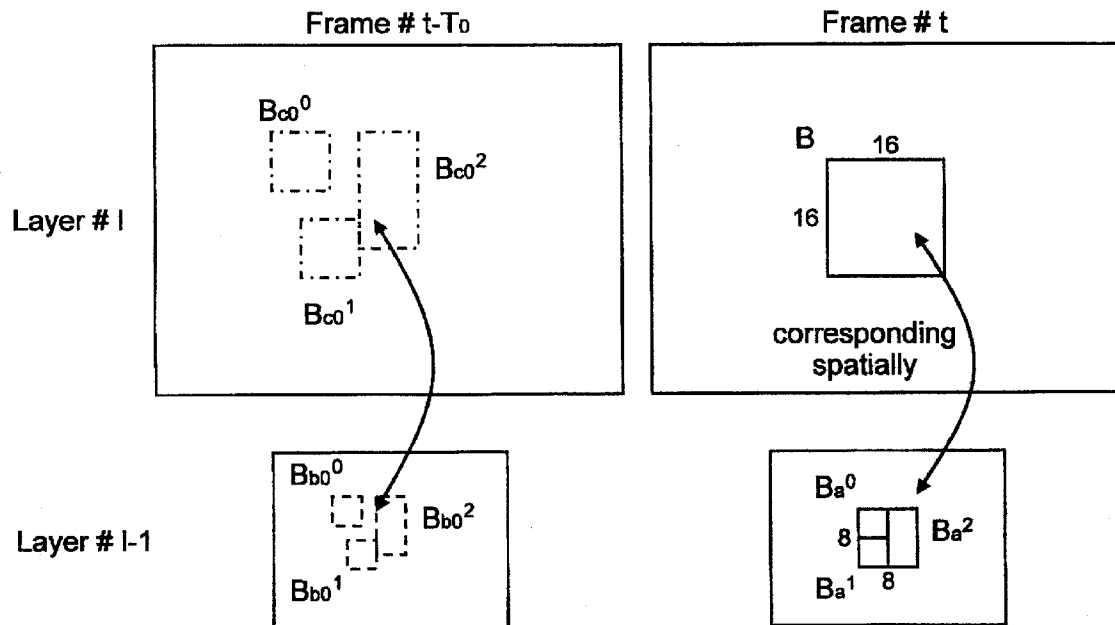 Frame # t-T0
Frame # t
Bc0^0
Bc0^2
Bc0^1
B
16
16
Layer # l
corresponding
spatially
Bb0^0
Bb0^2
Bb0^1
Ba^0
Ba^2
8
Ba^1
8
Layer # l-1